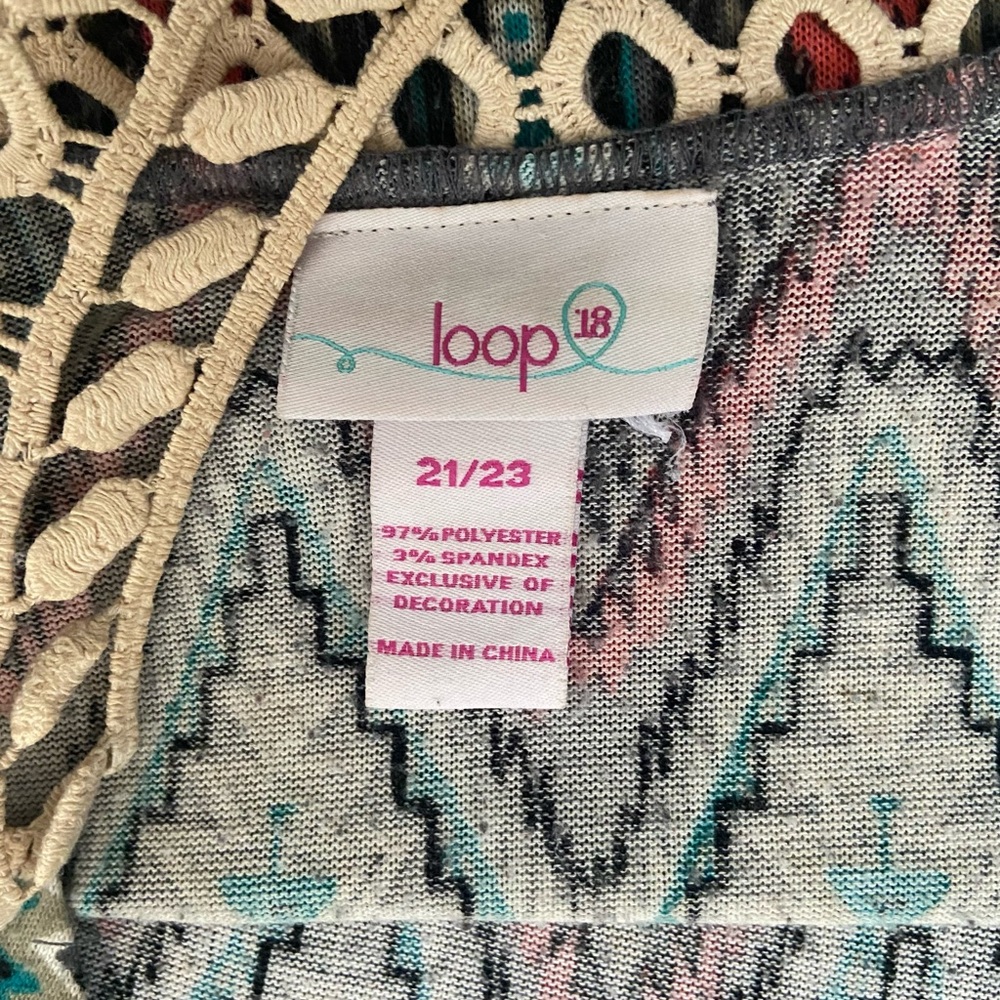 loop 18
21/23
97% POLYESTER
3% SPANDEX
EXCLUSIVE OF
DECORATION
MADE IN CHINA